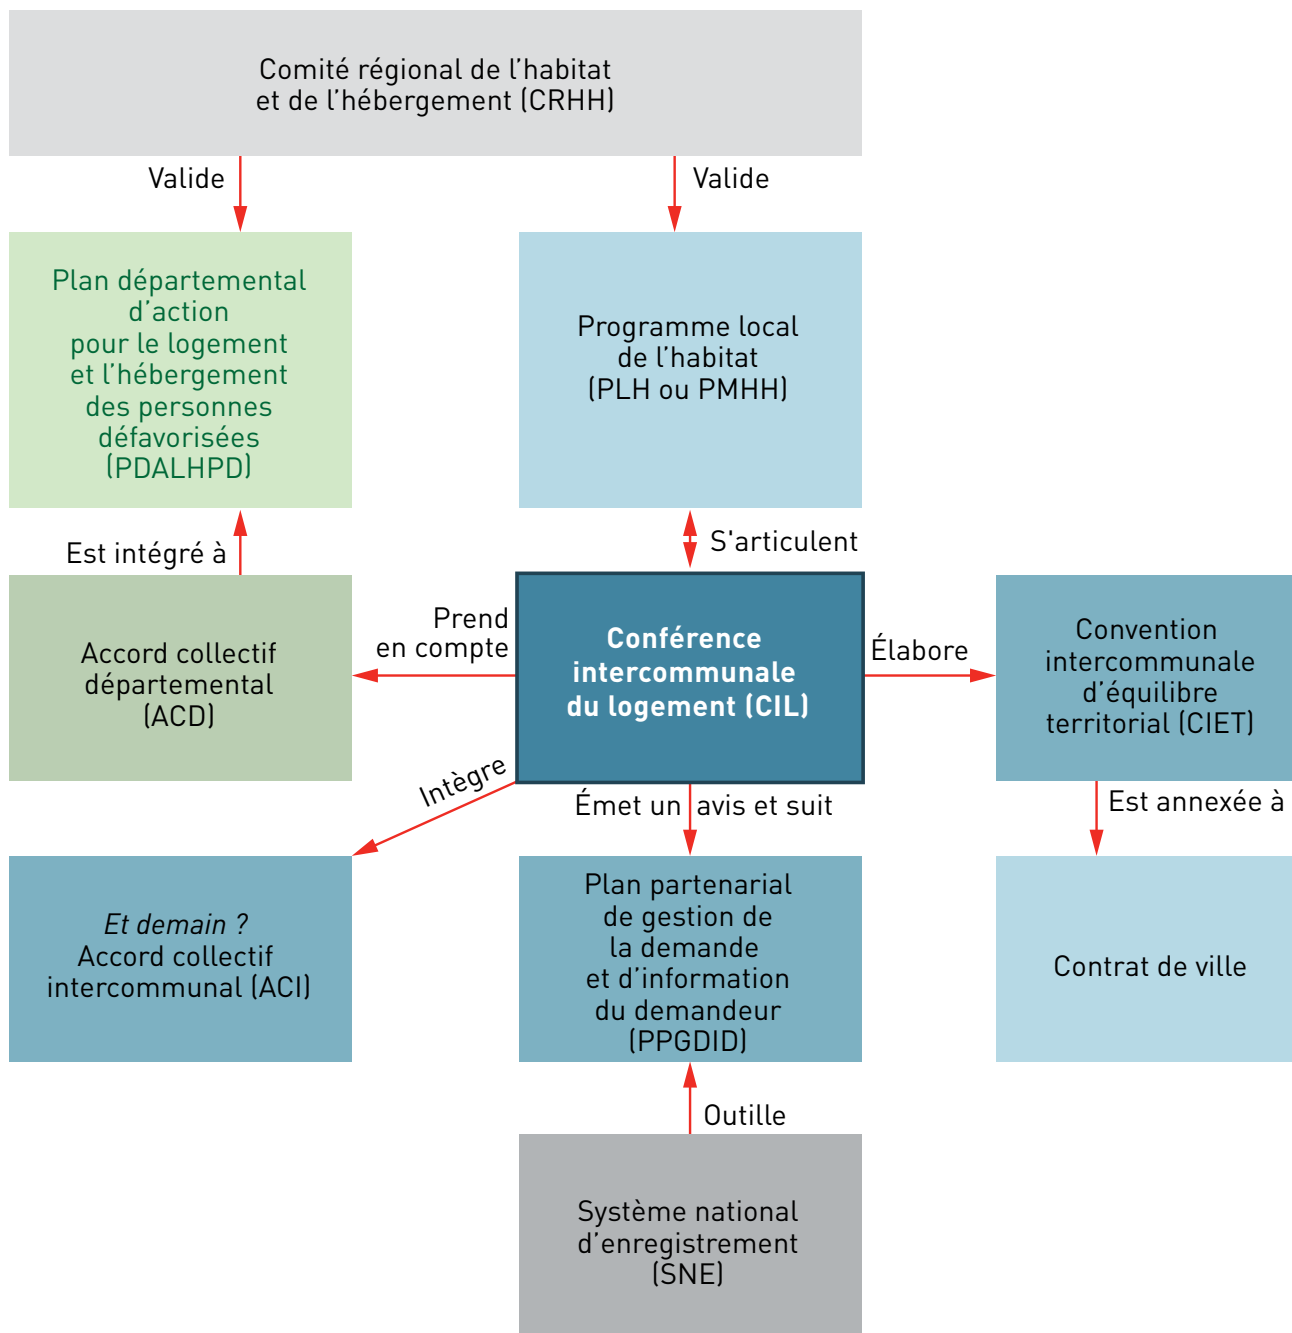 Comité régional de l’habitat
et de l’hébergement (CRHH)
Valide
Valide
Plan départemental
d’action
pour le logement
et l’hébergement
des personnes
défavorisées
(PDALHPD)
Programme local
de l’habitat
(PLH ou PMHH)
Est intégré à
S'articulent
Accord collectif
départemental
(ACD)
Prend
en compte
Conférence
intercommunale
du logement (CIL)
Élabore
Convention
intercommunale
d’équilibre
territorial (CIET)
Intègre
Émet un avis et suit
Est annexée à
Et demain ?
Accord collectif
intercommunal (ACI)
Plan partenarial
de gestion de
la demande
et d’information
du demandeur
(PPGDID)
Contrat de ville
Outille
Système national
d’enregistrement
(SNE)